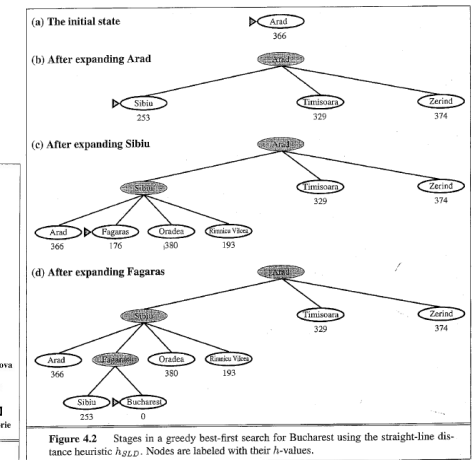 (a) The initial state
Arad
366
(b) After expanding Arad
Arad
Sibiu
Timisoara
Zerind
253
329
374
(c) After expanding Sibiu
Arad
Sibiu
Timisoara
Zerind
329
374
Arad
Fagaras
Oradea
Rimnicu Vilcea
366
176
380
193
(d) After expanding Fagaras
Arad
Sibiu
Timisoara
Zerind
329
374
ova
Arad
Fagaras
Oradea
Rimnicu Vilcea
366
380
193
Sibiu
Bucharest
rie
253
0
Figure 4.2 Stages in a greedy best-first search for Bucharest using the straight-line dis-
tance heuristic hSLD. Nodes are labeled with their h-values.